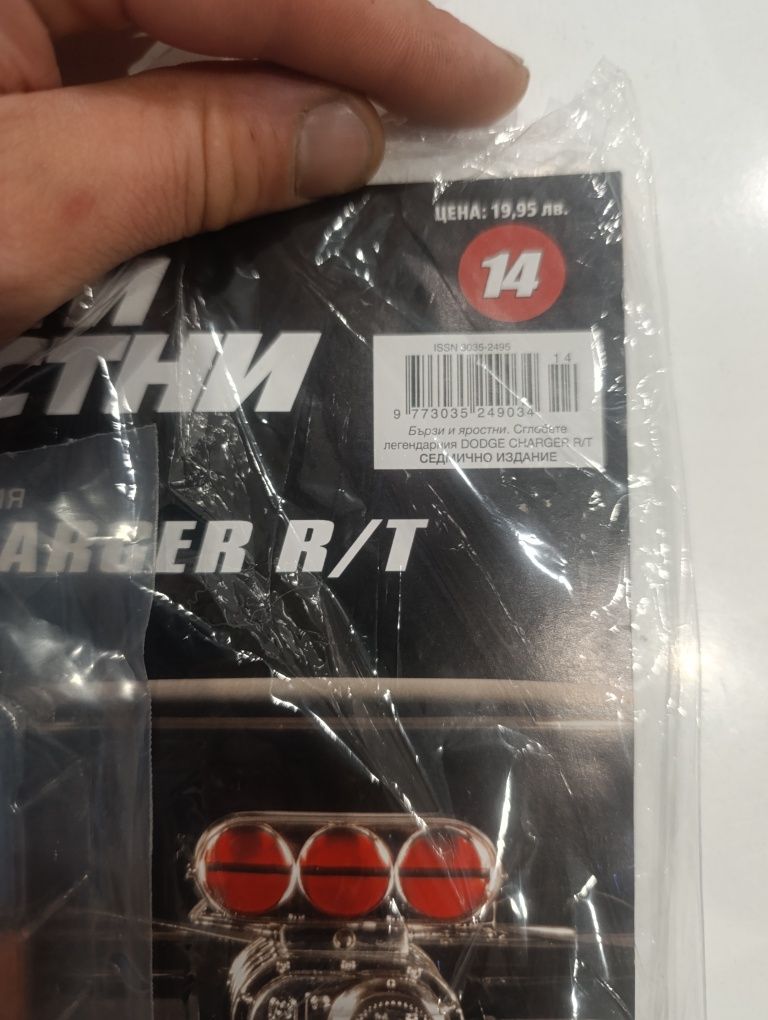 ЦЕНА: 19,95 лв.
14
И
СТНИ
ISSN 3035-2495
14
9 773035 249034
Бързи и яростни. Сглобете
легендарния DODGE CHARGER R/T
СЕДМИЧНО ИЗДАНИЕ
ИЯ
ARGER R/T